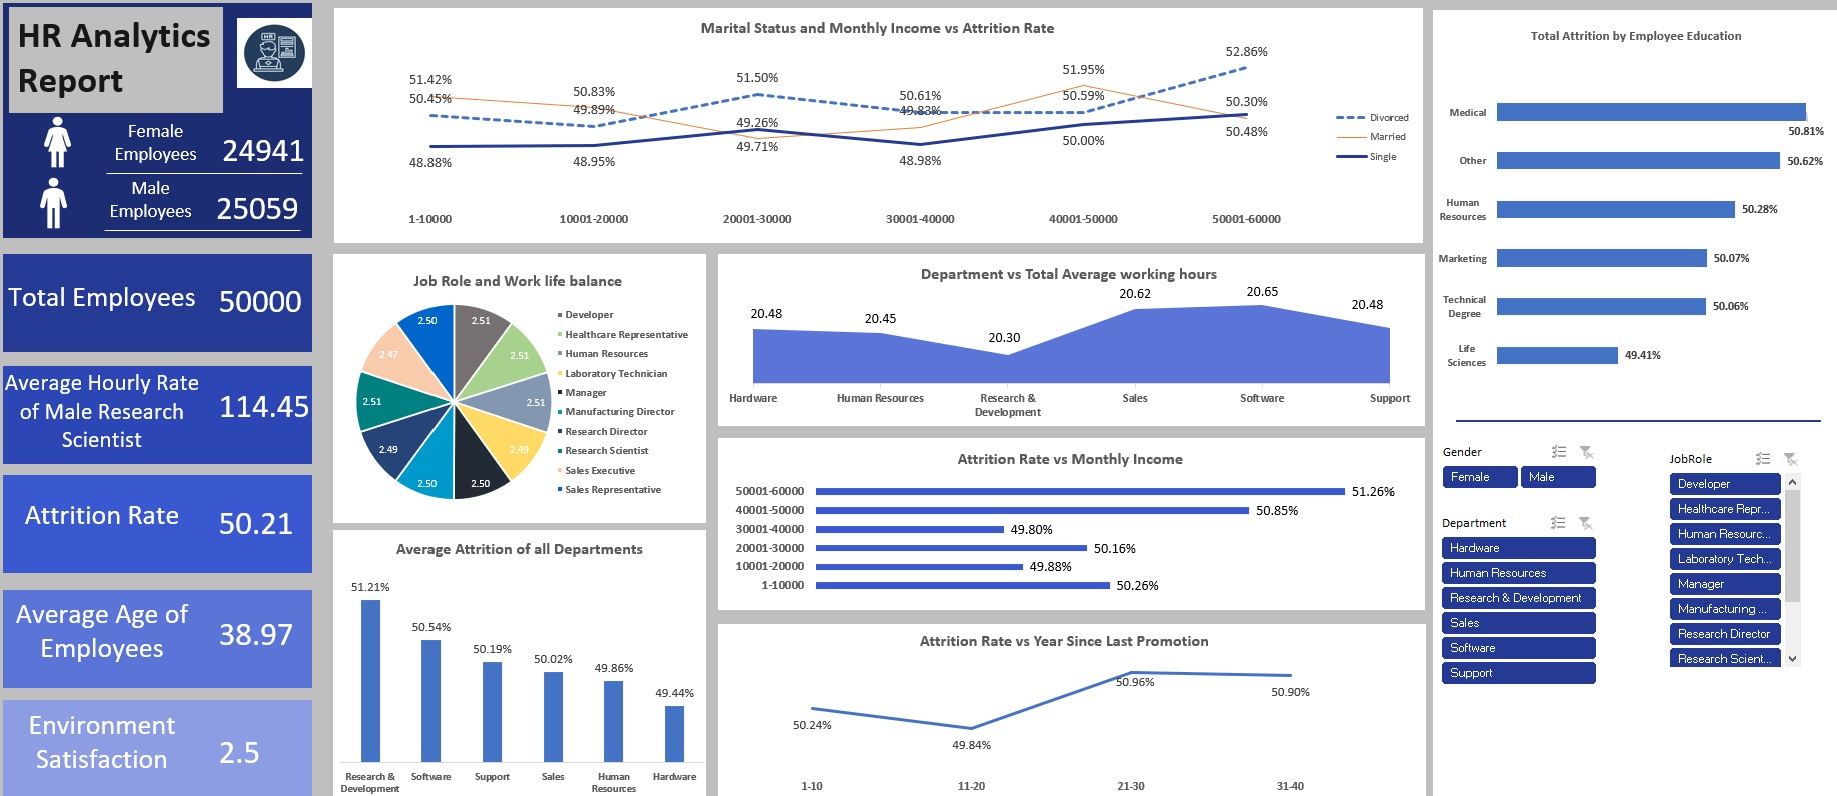 HR Analytics
Report
Female
Employees
24941
Male
Employees
25059
Total Employees
50000
Average Hourly Rate
of Male Research
Scientist
114.45
Attrition Rate
50.21
Average Age of
Employees
38.97
Environment
Satisfaction
2.5
Marital Status and Monthly Income vs Attrition Rate
52.86%
51.42%
51.50%
51.95%
50.45%
50.83%
50.61%
50.59%
50.30%
49.89%
49.83%
49.26%
49.71%
50.48%
50.00%
48.88%
48.95%
48.98%
Divorced
Married
Single
1-10000
10001-20000
20001-30000
30001-40000
40001-50000
50001-60000
Job Role and Work life balance
2.50
2.51
2.47
2.51
2.51
2.51
2.49
2.49
2.50
2.50
Developer
Healthcare Representative
Human Resources
Laboratory Technician
Manager
Manufacturing Director
Research Director
Research Scientist
Sales Executive
Sales Representative
Department vs Total Average working hours
20.48
20.45
20.30
20.62
20.65
20.48
Hardware
Human Resources
Research &
Development
Sales
Software
Support
Attrition Rate vs Monthly Income
50001-60000
51.26%
40001-50000
50.85%
30001-40000
49.80%
20001-30000
50.16%
10001-20000
49.88%
1-10000
50.26%
Average Attrition of all Departments
51.21%
50.54%
50.19%
50.02%
49.86%
49.44%
Research &
Development
Software
Support
Sales
Human
Resources
Hardware
Attrition Rate vs Year Since Last Promotion
50.24%
49.84%
50.96%
50.90%
1-10
11-20
21-30
31-40
Total Attrition by Employee Education
Medical
50.81%
Other
50.62%
Human
Resources
50.28%
Marketing
50.07%
Technical
Degree
50.06%
Life
Sciences
49.41%
Gender
Female
Male
Department
Hardware
Human Resources
Research & Development
Sales
Software
Support
JobRole
Developer
Healthcare Repr...
Human Resourc...
Laboratory Tech...
Manager
Manufacturing ...
Research Director
Research Scient...